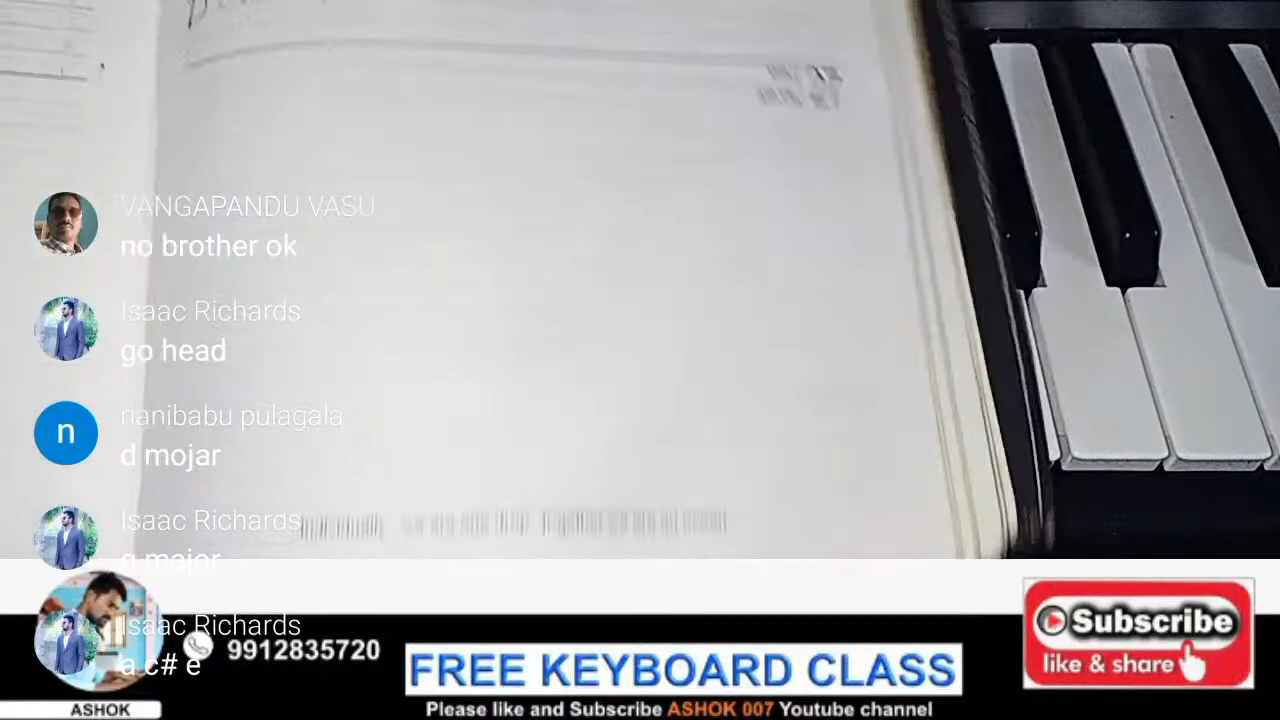 VANGAPANDU VASU
no brother ok
Isaac Richards
go head
nanibabu pulagala
d mojar
Isaac Richards
g major
Isaac Richards
a c# e
9912835720
FREE KEYBOARD CLASS
Please like and Subscribe ASHOK 007 Youtube channel
ASHOK
Subscribe
like & share
n